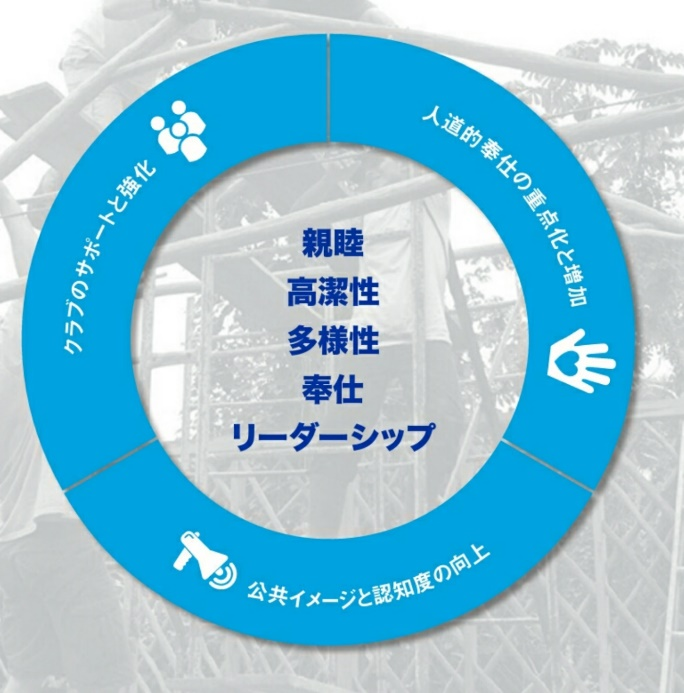 クラブのサポートと強化
人道的奉仕の重点化と増加
親睦
高潔性
多様性
奉仕
リーダーシップ
公共イメージと認知度の向上